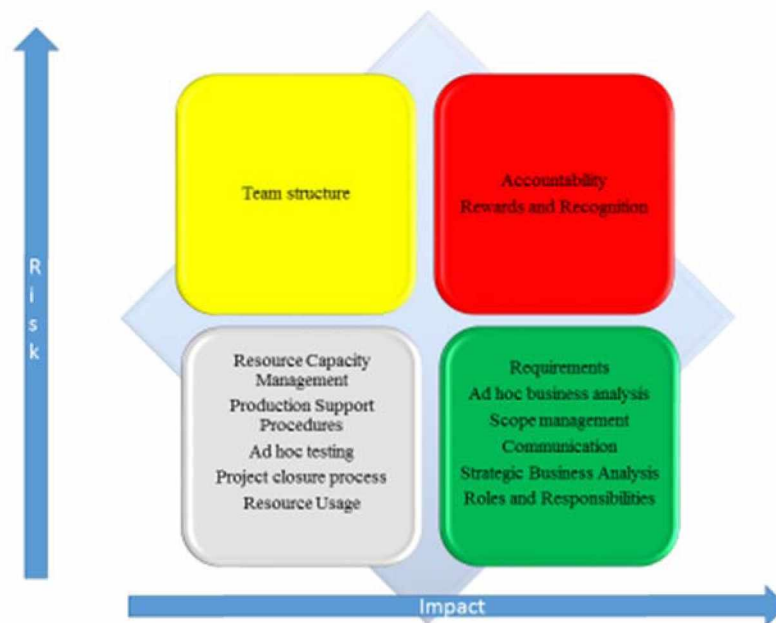 Team structure
Accountability
Rewards and Recognition
Risk
Resource Capacity
Management
Production Support
Procedures
Ad hoc testing
Project closure process
Resource Usage
Requirements
Ad hoc business analysis
Scope management
Communication
Strategic Business Analysis
Roles and Responsibilities
Impact